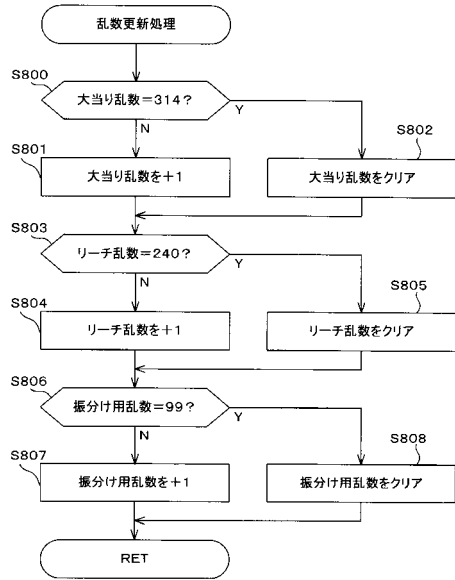 乱数更新処理
S800
大当り乱数=314?
Y
N
S801
S802
大当り乱数を+1
大当り乱数をクリア
S803
リーチ乱数=240?
Y
N
S804
S805
リーチ乱数を+1
リーチ乱数をクリア
S806
振分け用乱数=99?
Y
N
S807
S808
振分け用乱数を+1
振分け用乱数をクリア
RET